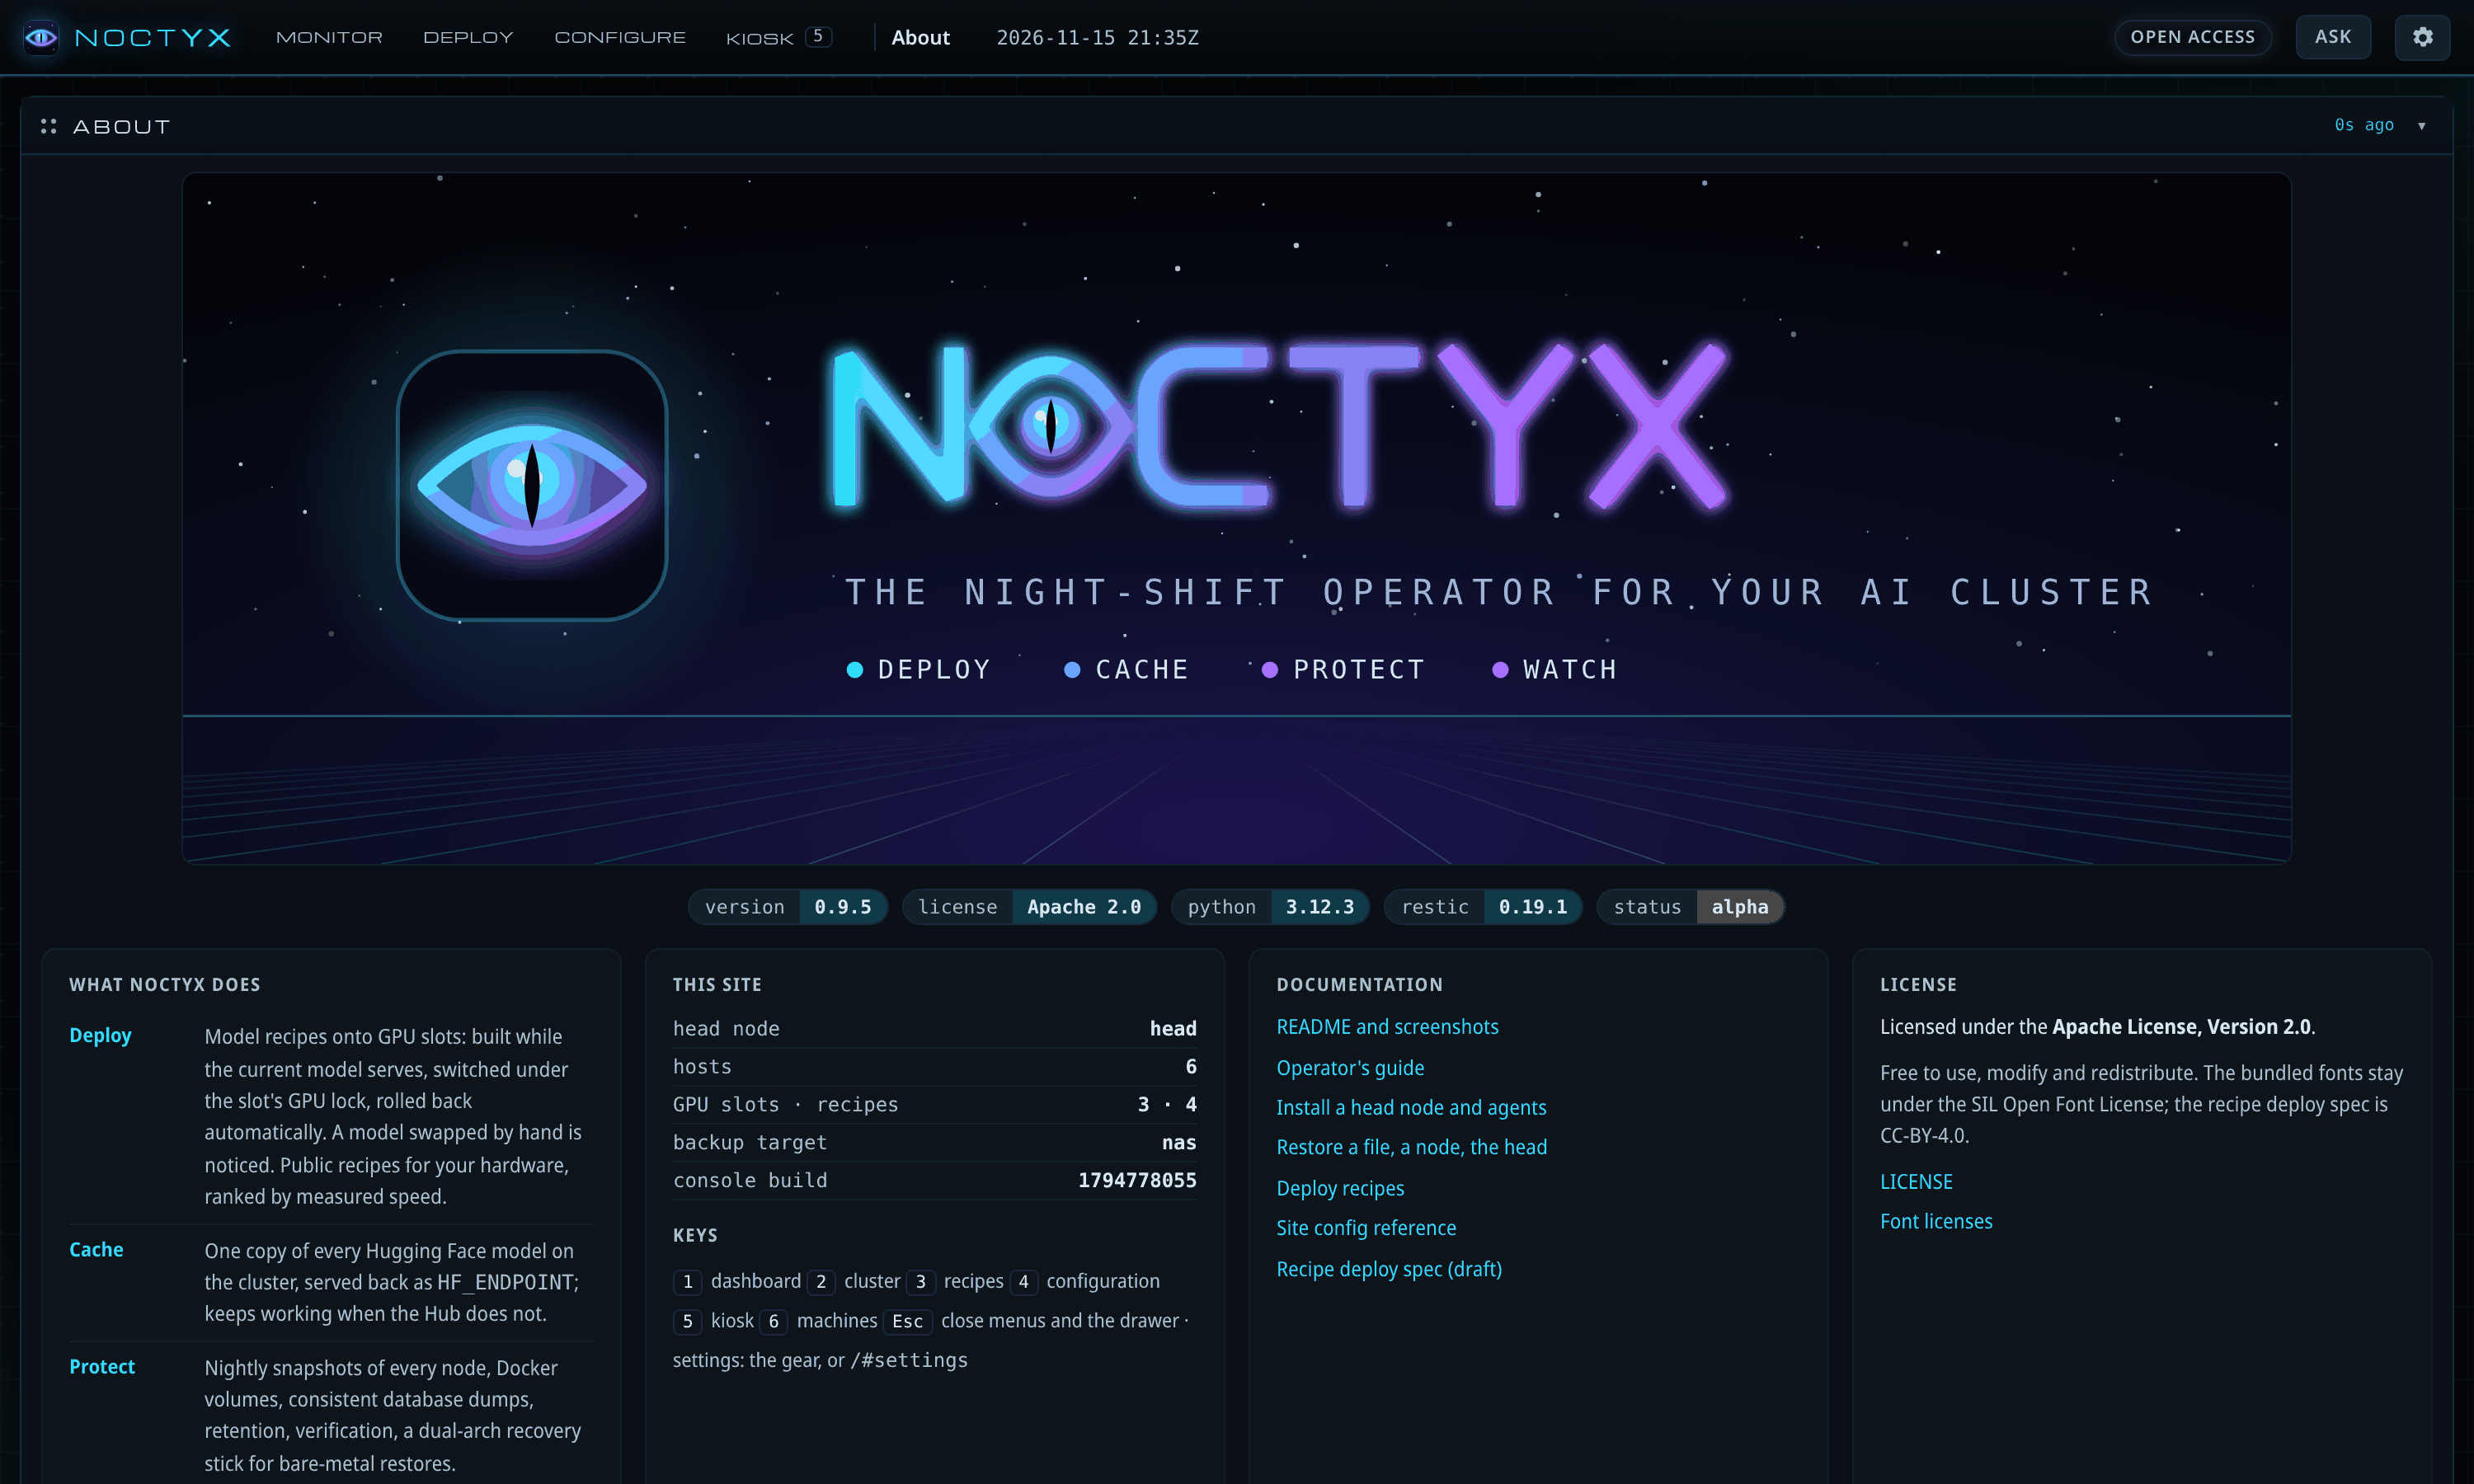 NOCTYX MONITOR DEPLOY CONFIGURE KIOSK 5 About 2026-11-15 21:35Z OPEN ACCESS ASK
ABOUT 0s ago
NOCTYX
THE NIGHT-SHIFT OPERATOR FOR YOUR AI CLUSTER
DEPLOY CACHE PROTECT WATCH
version 0.9.5 license Apache 2.0 python 3.12.3 restic 0.19.1 status alpha
WHAT NOCTYX DOES
Deploy
Model recipes onto GPU slots: built while
the current model serves, switched under
the slot's GPU lock, rolled back
automatically. A model swapped by hand is
noticed. Public recipes for your hardware,
ranked by measured speed.
Cache
One copy of every Hugging Face model on
the cluster, served back as HF_ENDPOINT;
keeps working when the Hub does not.
Protect
Nightly snapshots of every node, Docker
volumes, consistent database dumps,
retention, verification, a dual-arch recovery
stick for bare-metal restores.
THIS SITE
head node head
hosts 6
GPU slots · recipes 3 · 4
backup target nas
console build 1794778055
KEYS
1 dashboard 2 cluster 3 recipes 4 configuration
5 kiosk 6 machines Esc close menus and the drawer ·
settings: the gear, or /#settings
DOCUMENTATION
README and screenshots
Operator's guide
Install a head node and agents
Restore a file, a node, the head
Deploy recipes
Site config reference
Recipe deploy spec (draft)
LICENSE
Licensed under the Apache License, Version 2.0.
Free to use, modify and redistribute. The bundled fonts stay
under the SIL Open Font License; the recipe deploy spec is
CC-BY-4.0.
LICENSE
Font licenses